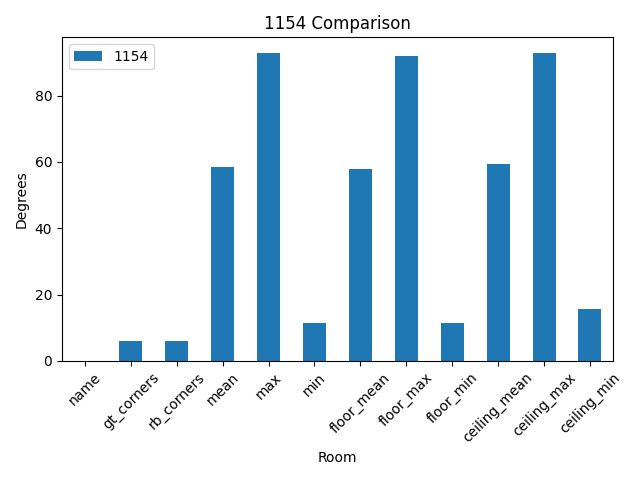 1154 Comparison
1154
Degrees
80
60
40
20
0
name
gt_corners
rb_corners
mean
max
min
floor_mean
floor_max
floor_min
ceiling_mean
ceiling_max
ceiling_min
Room